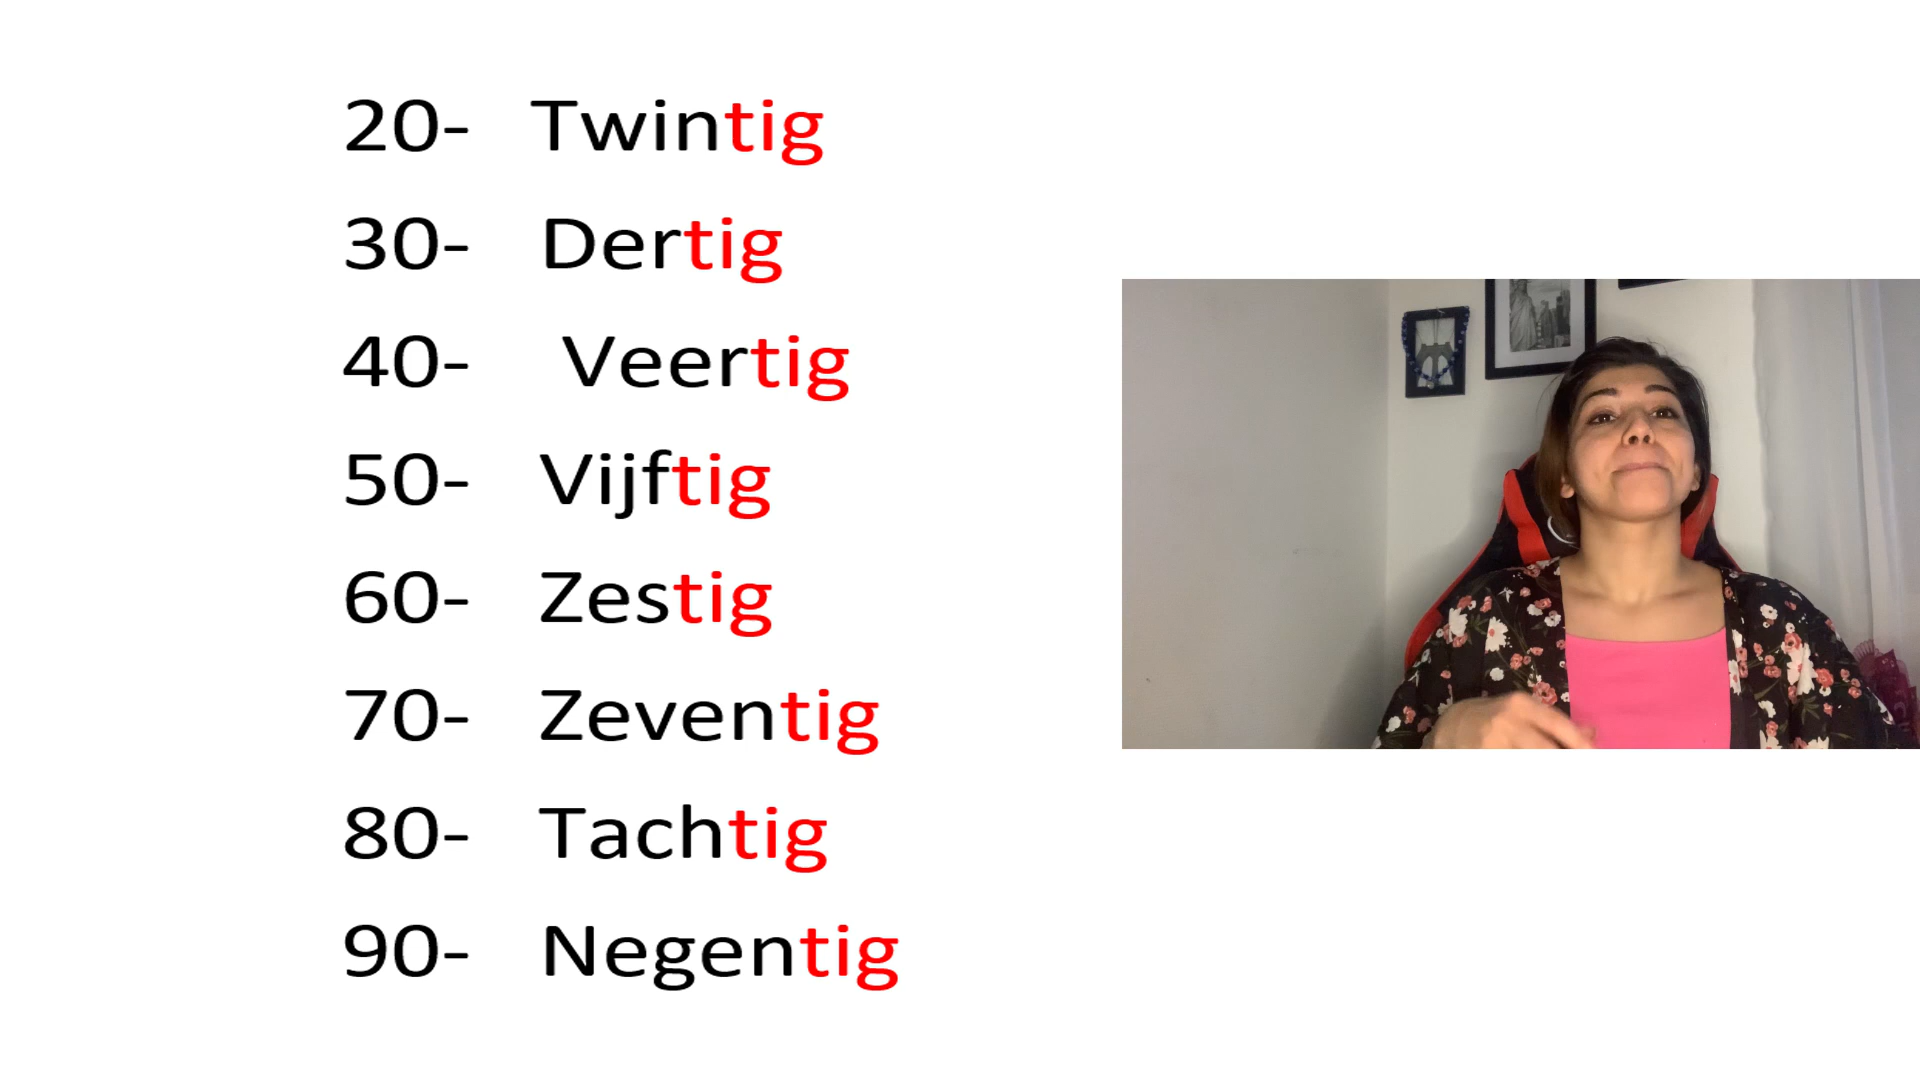 20- Twintig
30- Dertig
40- Veertig
50- Vijftig
60- Zestig
70- Zeventig
80- Tachtig
90- Negentig